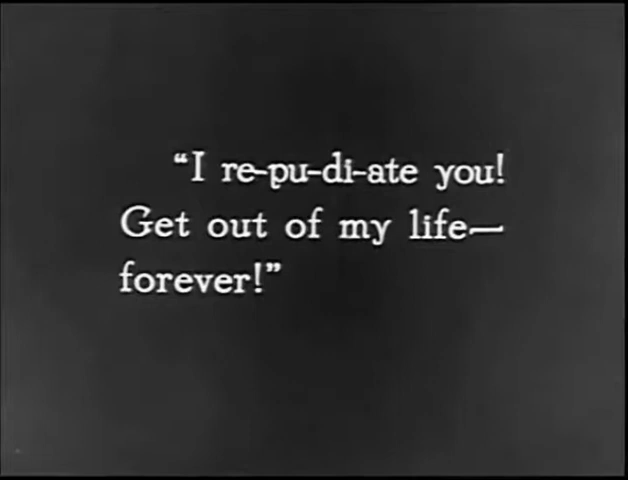 “I re-pu-di-ate you!
Get out of my life—
forever!”